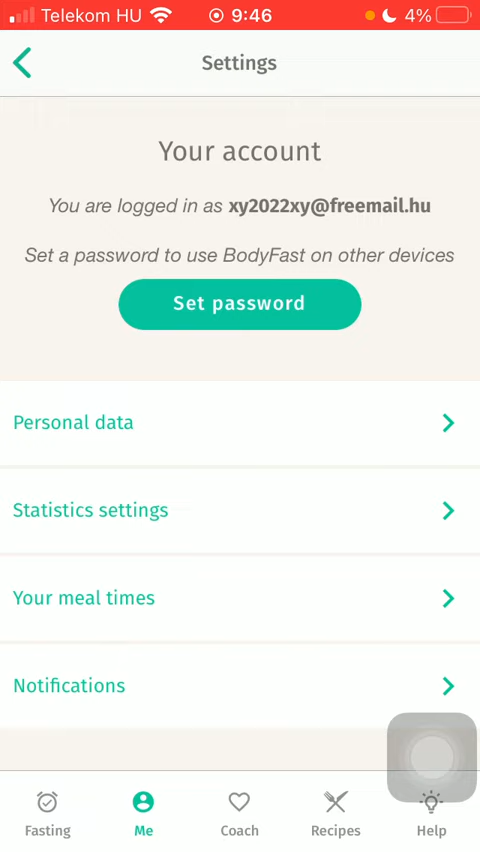 Telekom HU 9:46 4%
Settings
Your account
You are logged in as xy2022xy@freemail.hu
Set a password to use BodyFast on other devices
Set password
Personal data
Statistics settings
Your meal times
Notifications
Fasting Me Coach Recipes Help